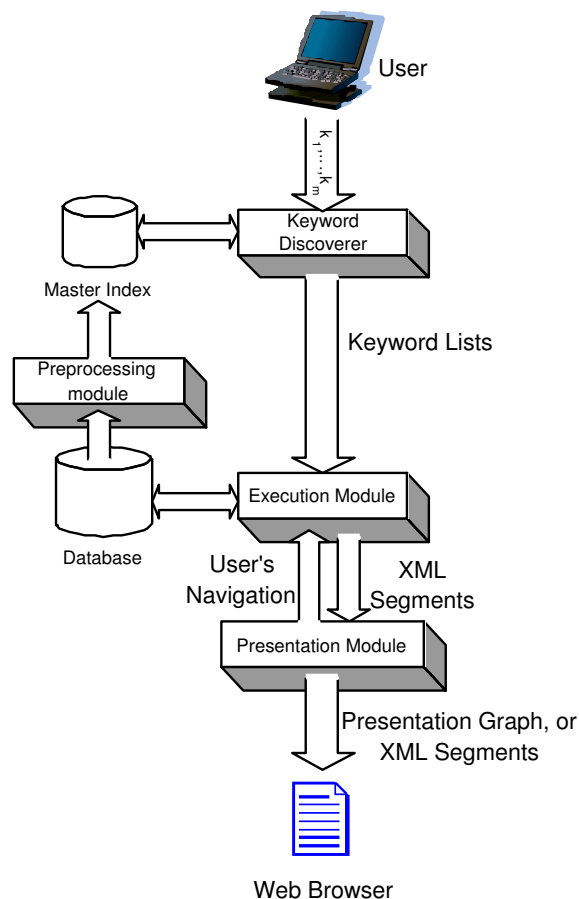 User
k1,...,km
Keyword
Discoverer
Master Index
Keyword Lists
Preprocessing
module
Execution Module
Database
User's
Navigation
XML
Segments
Presentation Module
Presentation Graph, or
XML Segments
Web Browser